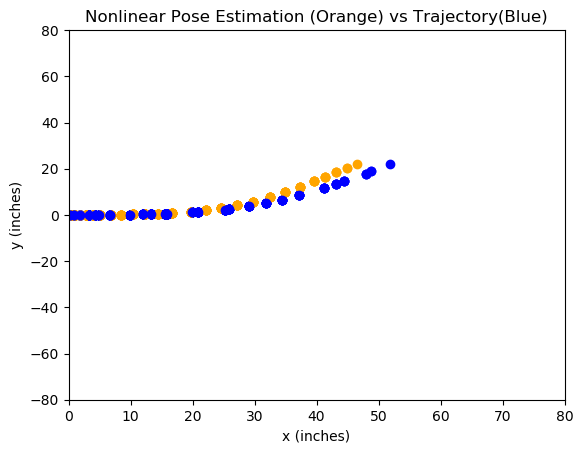 Nonlinear Pose Estimation (Orange) vs Trajectory(Blue)
80
60
40
20
0
−20
−40
−60
−80
y (inches)
0 10 20 30 40 50 60 70 80
x (inches)